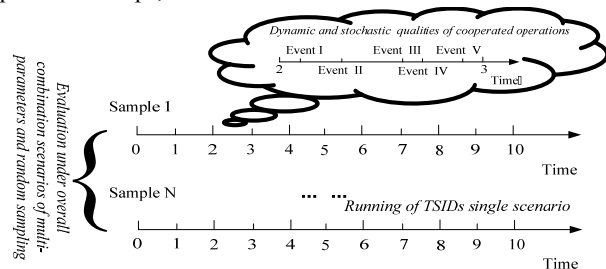 Dynamic and stochastic qualities of cooperated operations
Event I Event III Event V
2 3
Event II Event IV
Time
Sample 1
0 1 2 3 4 5 6 7 8 9 10
Time
Sample N
... ...
Running of TSIDs single scenario
0 1 2 3 4 5 6 7 8 9 10
Time
Evaluation under overall
combination scenarios of multi-
parameters and random sampling